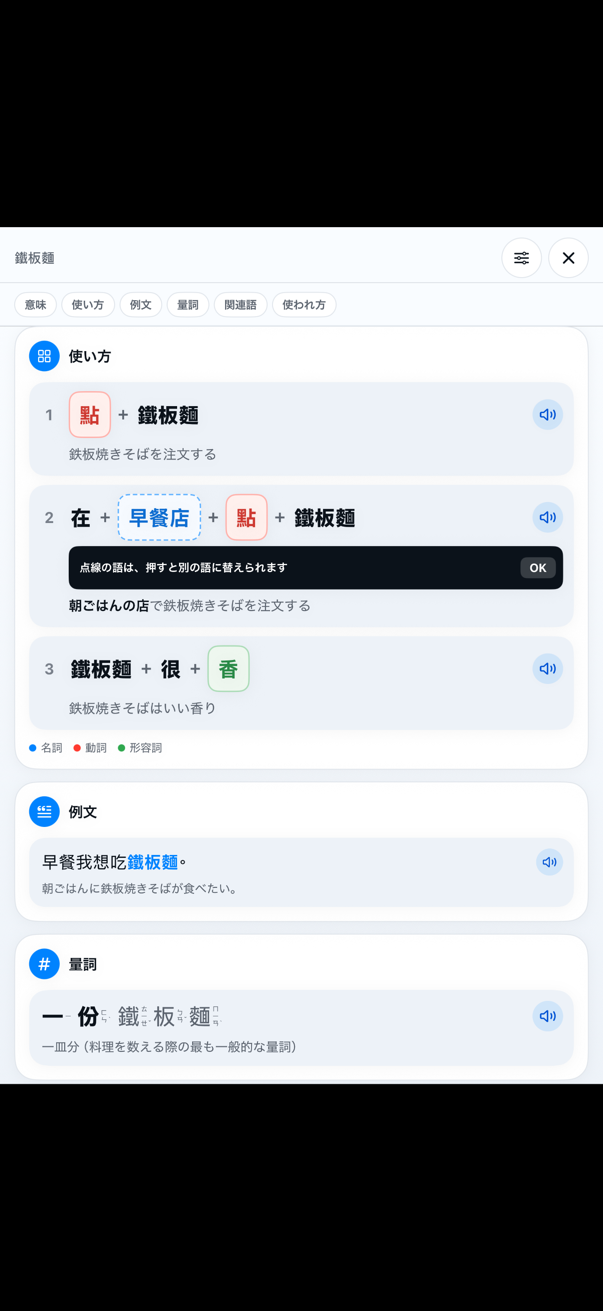 鐵板麵
意味 使い方 例文 量詞 関連語 使われ方
使い方
1 點 + 鐵板麵
鉄板焼きそばを注文する
2 在 + 早餐店 + 點 + 鐵板麵
点線の語は、押すと別の語に替えられます OK
朝ごはんの店で鉄板焼きそばを注文する
3 鐵板麵 + 很 + 香
鉄板焼きそばはいい香り
名詞 動詞 形容詞
例文
早餐我想吃鐵板麵。
朝ごはんに鉄板焼きそばが食べたい。
# 量詞
一份鐵板麵
一皿分（料理を数える際の最も一般的な量詞）